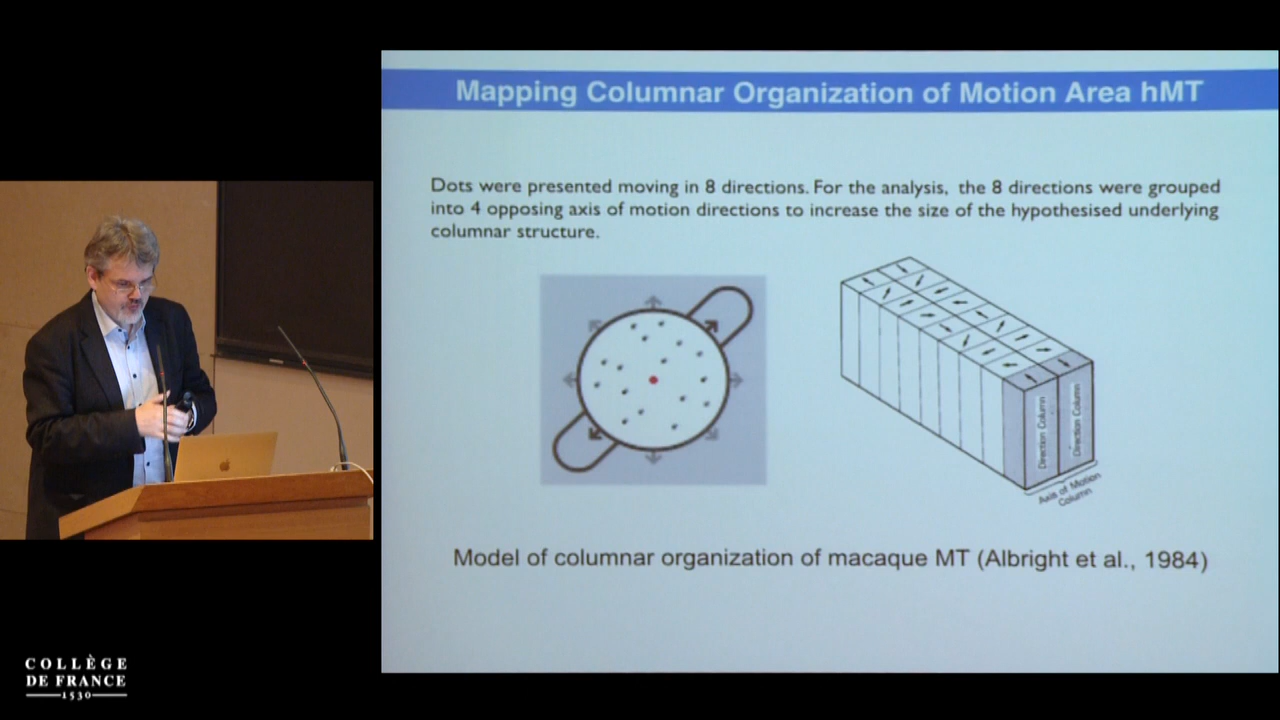 Mapping Columnar Organization of Motion Area hMT
Dots were presented moving in 8 directions. For the analysis, the 8 directions were grouped
into 4 opposing axis of motion directions to increase the size of the hypothesised underlying
columnar structure.
Direction Column
Direction Column
Axis of Motion
Column
Model of columnar organization of macaque MT (Albright et al., 1984)
COLLÈGE
DE FRANCE
1530